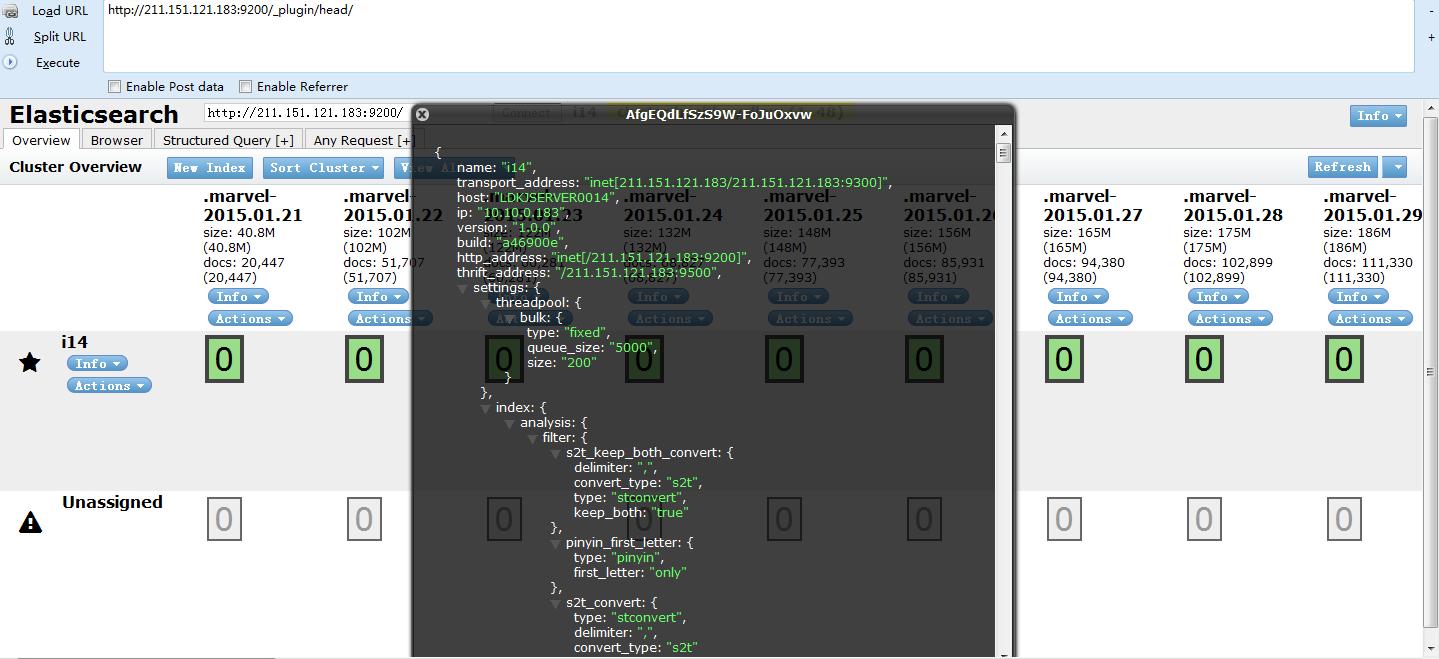 Load URL
http://211.151.121.183:9200/_plugin/head/
Split URL
Execute
Enable Post data Enable Referrer
Elasticsearch http://211.151.121.183:9200/ Connect i14
Info
AfgEQdLfSzS9W-FoJuOxvw
Overview Browser Structured Query [+] Any Request [+]
Cluster Overview New Index Sort Cluster Refresh
.marvel-2015.01.21
size: 40.8M
(40.8M)
docs: 20,447
(20,447)
Info
Actions
.marvel-2015.01.22
size: 102M
(102M)
docs: 51,707
(51,707)
Info
Actions
.marvel-2015.01.24
size: 132M
(132M)
Info
Actions
.marvel-2015.01.25
size: 148M
(148M)
docs: 77,393
(77,393)
Info
Actions
size: 156M
(156M)
docs: 85,931
(85,931)
Info
Actions
.marvel-2015.01.27
size: 165M
(165M)
docs: 94,380
(94,380)
Info
Actions
.marvel-2015.01.28
size: 175M
(175M)
docs: 102,899
(102,899)
Info
Actions
.marvel-2015.01.29
size: 186M
(186M)
docs: 111,330
(111,330)
Info
Actions
i14
Info
Actions
0 0 0 0 0 0 0 0 0
Unassigned
0 0 0 0 0 0 0 0 0
{
name: "i14",
transport_address: "inet[211.151.121.183/211.151.121.183:9300]",
host: "LDKJSERVER0014",
ip: "10.10.0.183",
version: "1.0.0",
build: "a46900e",
http_address: "inet[/211.151.121.183:9200]",
thrift_address: "/211.151.121.183:9500",
settings: {
threadpool: {
bulk: {
type: "fixed",
queue_size: "5000",
size: "200"
}
},
index: {
analysis: {
filter: {
s2t_keep_both_convert: {
delimiter: ",",
convert_type: "s2t",
type: "stconvert",
keep_both: "true"
},
pinyin_first_letter: {
type: "pinyin",
first_letter: "only"
},
s2t_convert: {
type: "stconvert",
delimiter: ",",
convert_type: "s2t"